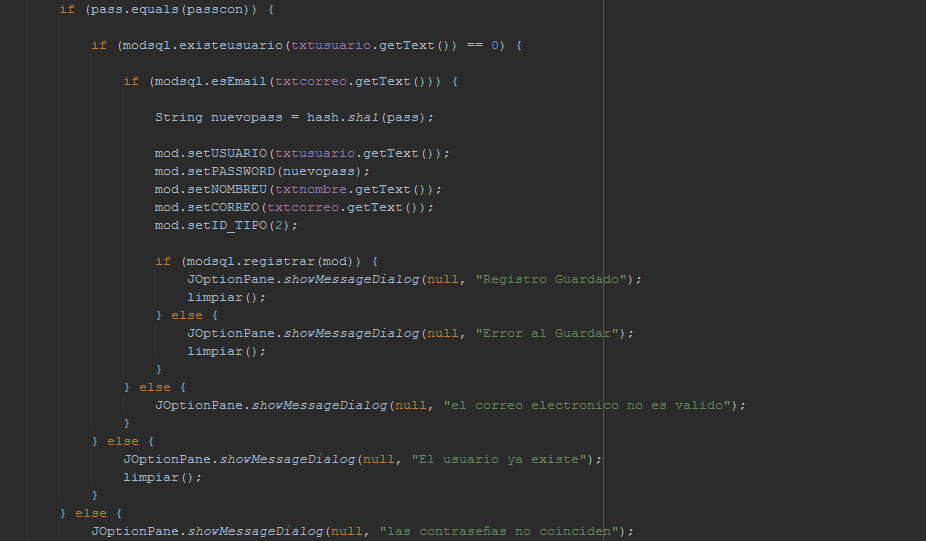 if (pass.equals(passcon)) {
if (modsql.existeusuario(txtusuario.getText()) == 0) {
if (modsql.esEmail(txtcorreo.getText())) {
String nuevopass = hash.sha1(pass);
mod.setUSUARIO(txtusuario.getText());
mod.setPASSWORD(nuevopass);
mod.setNOMBREU(txtnombre.getText());
mod.setCORREO(txtcorreo.getText());
mod.setID_TIPO(2);
if (modsql.registrar(mod)) {
JOptionPane.showMessageDialog(null, "Registro Guardado");
limpiar();
} else {
JOptionPane.showMessageDialog(null, "Error al Guardar");
limpiar();
}
} else {
JOptionPane.showMessageDialog(null, "el correo electronico no es valido");
}
} else {
JOptionPane.showMessageDialog(null, "El usuario ya existe");
limpiar();
}
} else {
JOptionPane.showMessageDialog(null, "las contraseñas no coinciden");